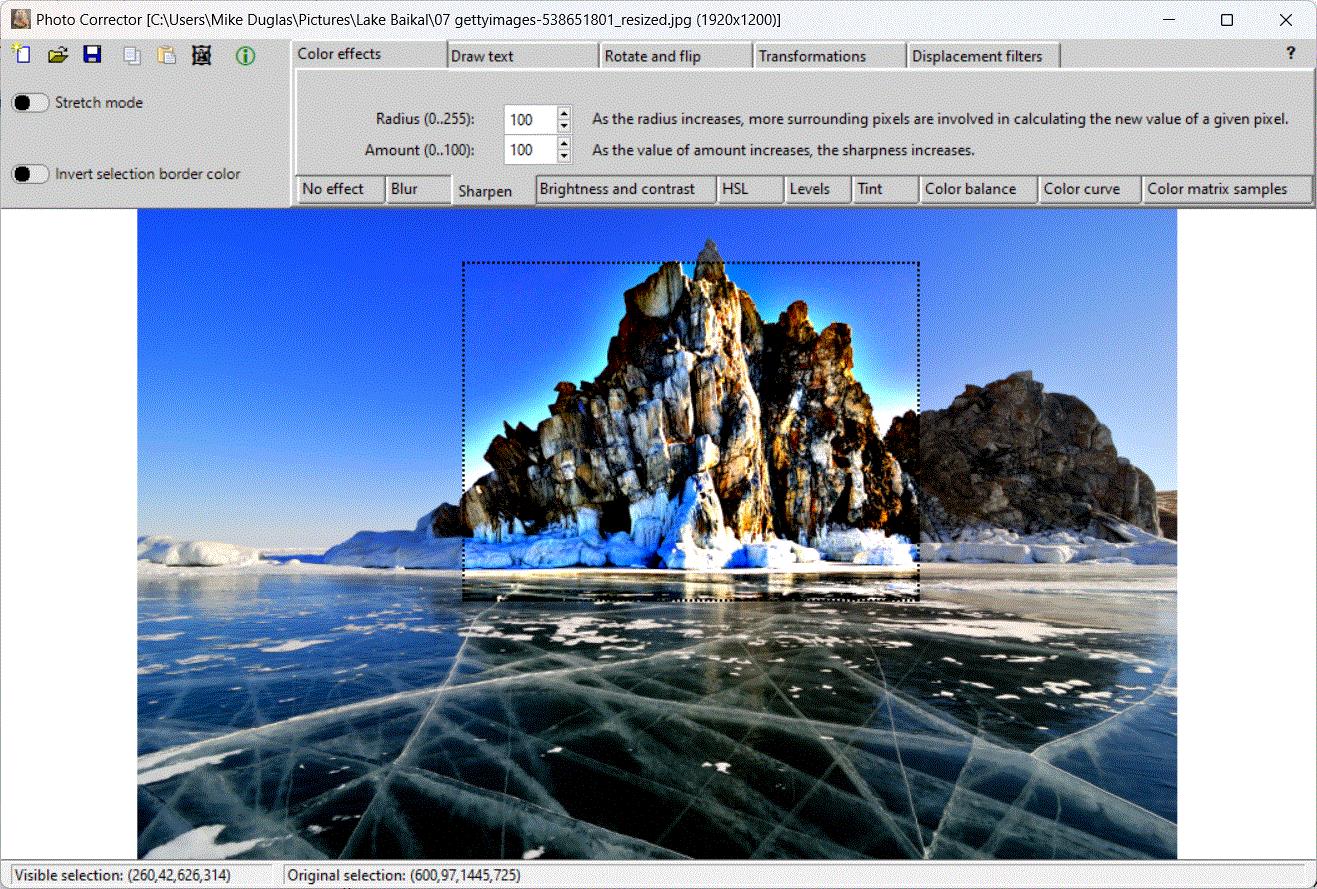 Photo Corrector [C:\Users\Mike Duglas\Pictures\Lake Baikal\07 gettyimages-538651801_resized.jpg (1920x1200)]
Color effects
Draw text
Rotate and flip
Transformations
Displacement filters
?
Stretch mode
Invert selection border color
Radius (0..255):
100
As the radius increases, more surrounding pixels are involved in calculating the new value of a given pixel.
Amount (0..100):
100
As the value of amount increases, the sharpness increases.
No effect
Blur
Sharpen
Brightness and contrast
HSL
Levels
Tint
Color balance
Color curve
Color matrix samples
Visible selection: (260,42,626,314)
Original selection: (600,97,1445,725)